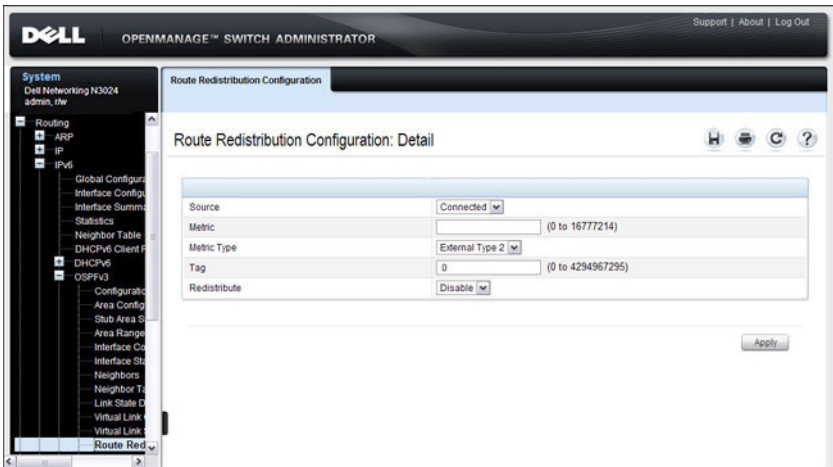 Support | About | Log Out
DELL
OPENMANAGE™ SWITCH ADMINISTRATOR
System
Dell Networking N3024
admin, r/w
Routing
ARP
IP
IPv6
Global Configura
Interface Configu
Interface Summa
Statistics
Neighbor Table
DHCPv6 Client
DHCPv6
OSPFv3
Configuratio
Area Config
Stub Area S
Area Range
Interface Co
Interface Sta
Neighbors
Neighbor Ta
Link State D
Virtual Link
Virtual Link
Route Red
Route Redistribution Configuration
Route Redistribution Configuration: Detail
Source Connected
Metric (0 to 16777214)
Metric Type External Type 2
Tag 0 (0 to 4294967295)
Redistribute Disable
Apply